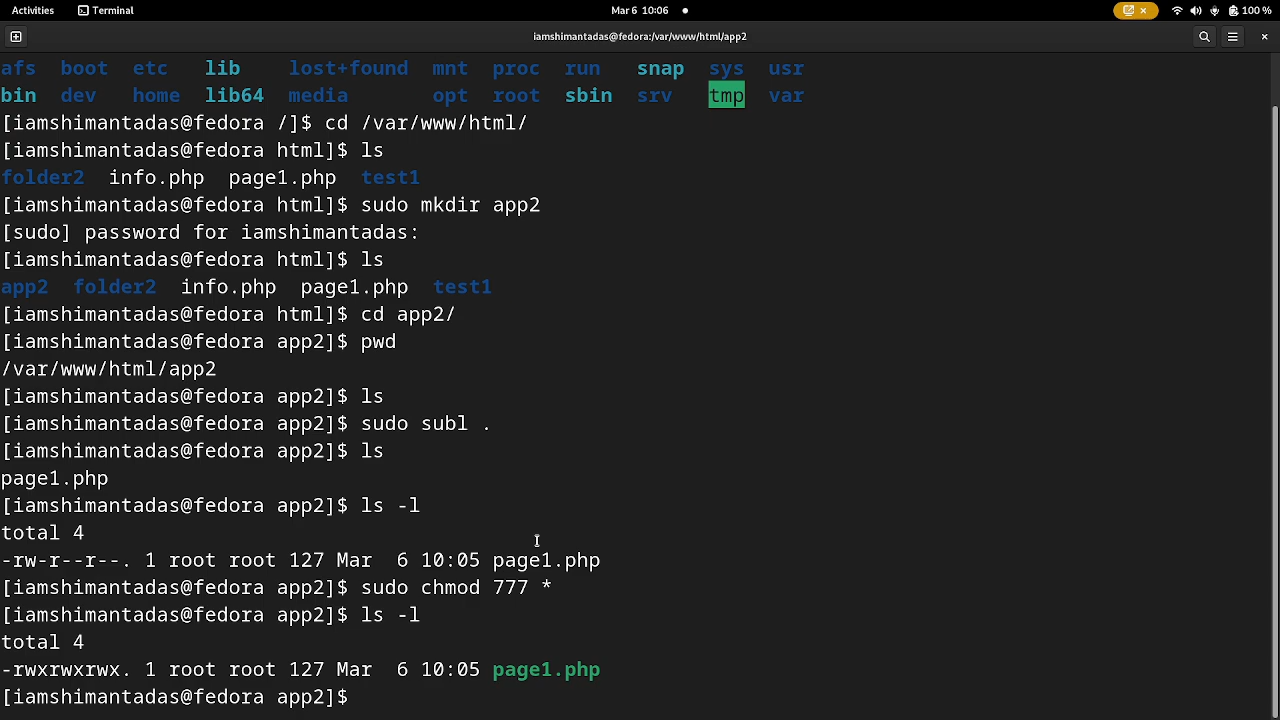 Activities Terminal Mar 6 10:06 100 %
iamshimantadas@fedora:/var/www/html/app2
afs boot etc lib lost+found mnt proc run snap sys usr
bin dev home lib64 media opt root sbin srv tmp var
[iamshimantadas@fedora /]$ cd /var/www/html/
[iamshimantadas@fedora html]$ ls
folder2 info.php page1.php test1
[iamshimantadas@fedora html]$ sudo mkdir app2
[sudo] password for iamshimantadas:
[iamshimantadas@fedora html]$ ls
app2 folder2 info.php page1.php test1
[iamshimantadas@fedora html]$ cd app2/
[iamshimantadas@fedora app2]$ pwd
/var/www/html/app2
[iamshimantadas@fedora app2]$ ls
[iamshimantadas@fedora app2]$ sudo subl .
[iamshimantadas@fedora app2]$ ls
page1.php
[iamshimantadas@fedora app2]$ ls -l
total 4
-rw-r--r--. 1 root root 127 Mar  6 10:05 page1.php
[iamshimantadas@fedora app2]$ sudo chmod 777 *
[iamshimantadas@fedora app2]$ ls -l
total 4
-rwxrwxrwx. 1 root root 127 Mar  6 10:05 page1.php
[iamshimantadas@fedora app2]$